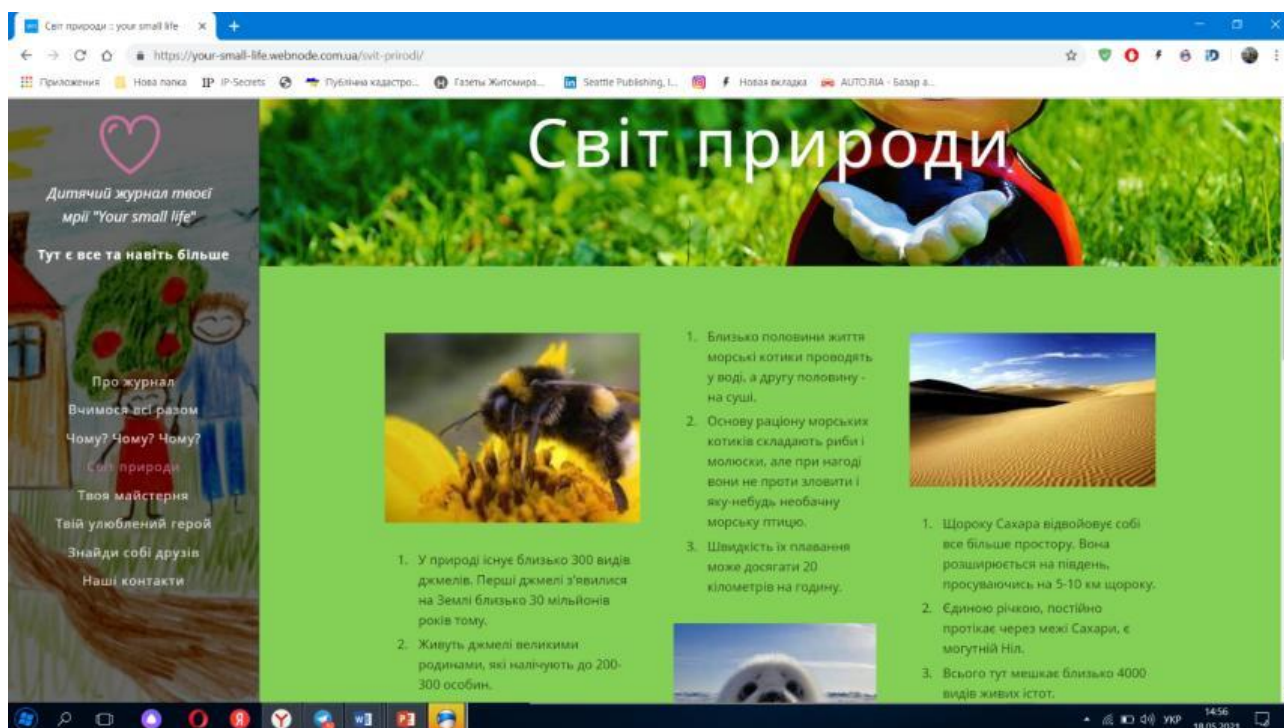 Світ природи :: your small life
https://your-small-life.webnode.com.ua/svit-prirodi/
Приложения
Нова папка
IP IP-Secrets
Публічна кадастро...
Газеты Житомира...
Seattle Publishing, I...
Новая вкладка
AUTO.RIA - Базар а...
Дитячий журнал твоєї
мрії "Your small life"
Тут є все та навіть більше
Про журнал
Вчимося всі разом
Чому? Чому? Чому?
Світ природи
Твоя майстерня
Твій улюблений герой
Знайди собі друзів
Наші контакти
Світ природи
1. У природі існує близько 300 видів
джмелів. Перші джмелі з'явилися
на Землі близько 30 мільйонів
років тому.
2. Живуть джмелі великими
родинами, які налічують до 200-
300 особин.
1. Близько половини життя
морські котики проводять
у воді, а другу половину -
на суші.
2. Основу раціону морських
котиків складають риби і
молюски, але при нагоді
вони не проти зловити і
яку-небудь необачну
морську птицю.
3. Швидкість їх плавання
може досягати 20
кілометрів на годину.
1. Щороку Сахара відвойовує собі
все більше простору. Вона
розширюється на південь,
просуваючись на 5-10 км щороку.
2. Єдиною річкою, постійно
протікає через межі Сахари, є
могутній Ніл.
3. Всього тут мешкає близько 4000
видів живих істот.
УКР
14:56
18.05.2021